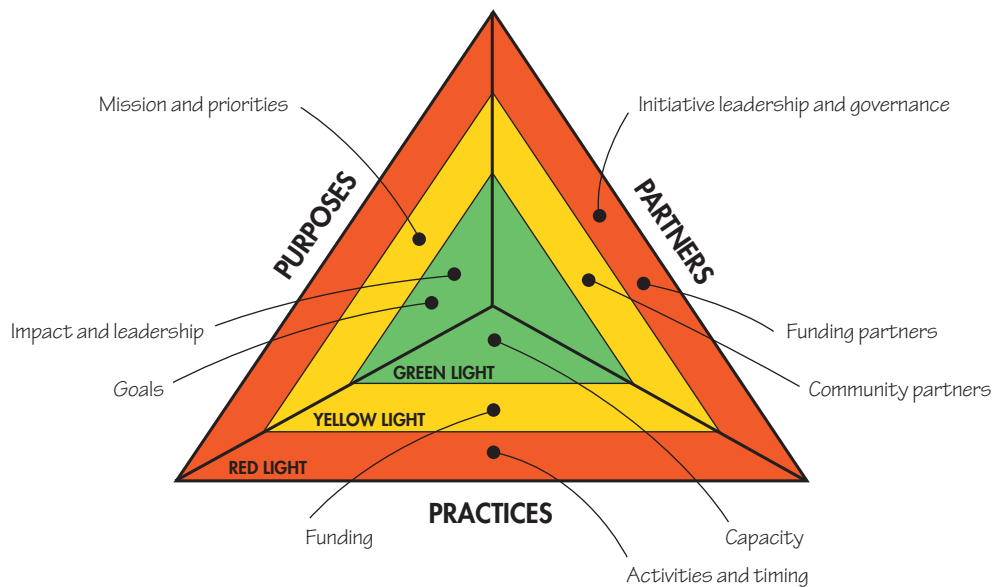 Mission and priorities
Initiative leadership and governance
PURPOSES
PARTNERS
Impact and leadership
Funding partners
Goals
Community partners
GREEN LIGHT
YELLOW LIGHT
RED LIGHT
PRACTICES
Funding
Capacity
Activities and timing